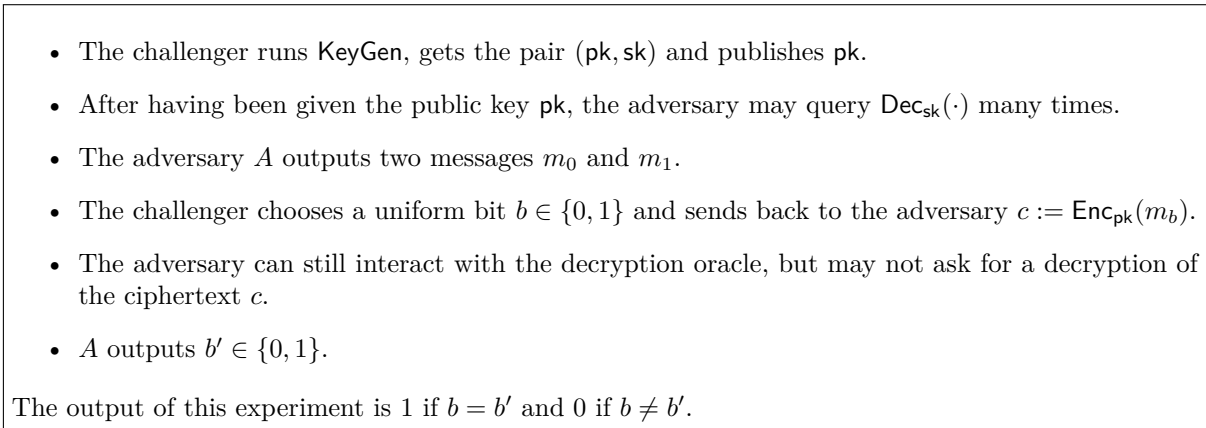 • The challenger runs KeyGen, gets the pair (pk, sk) and publishes pk.
• After having been given the public key pk, the adversary may query Dec_sk(·) many times.
• The adversary A outputs two messages m₀ and m₁.
• The challenger chooses a uniform bit b ∈ {0, 1} and sends back to the adversary c := Enc_pk(m_b).
• The adversary can still interact with the decryption oracle, but may not ask for a decryption of
the ciphertext c.
• A outputs b′ ∈ {0, 1}.
The output of this experiment is 1 if b = b′ and 0 if b ≠ b′.